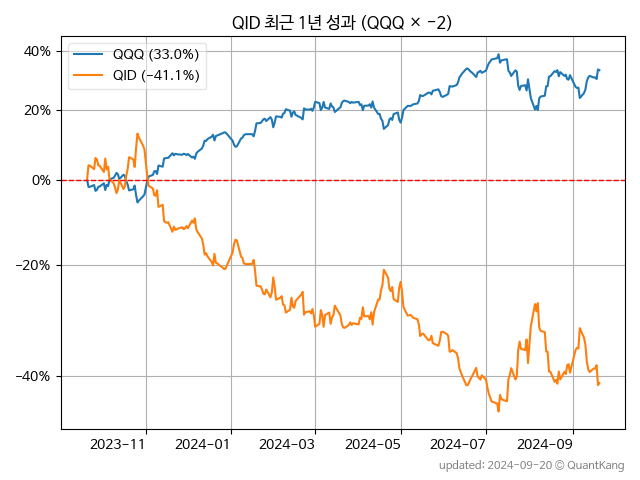 QID 최근 1년 성과 (QQQ × −2)
QQQ (33.0%)
QID (−41.1%)
40%
20%
0%
−20%
−40%
2023−11
2024−01
2024−03
2024−05
2024−07
2024−09
updated: 2024-09-20 © QuantKang